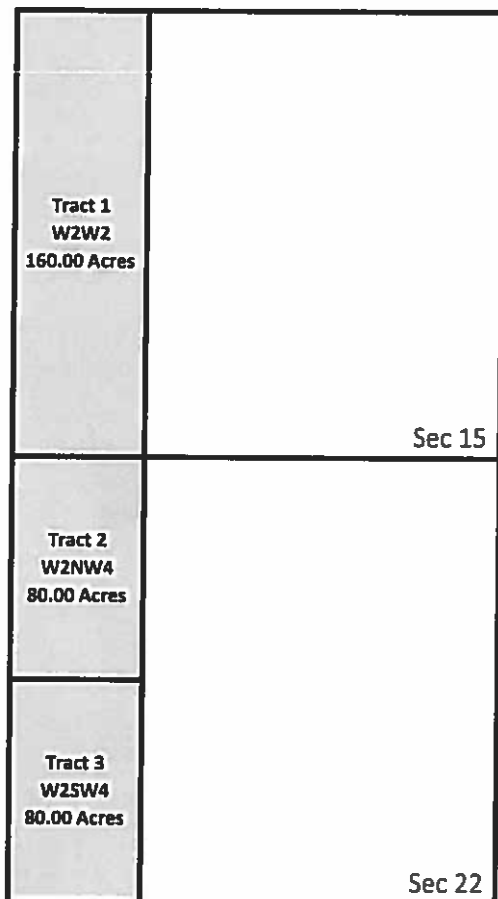 Tract 1
W2W2
160.00 Acres
Sec 15
Tract 2
W2NW4
80.00 Acres
Tract 3
W2SW4
80.00 Acres
Sec 22